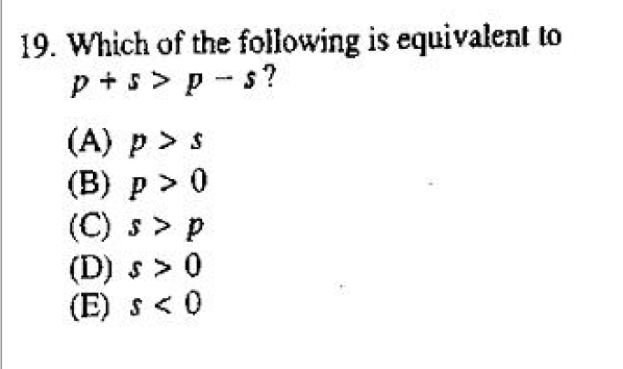 19. Which of the following is equivalent to
p + s > p - s?
(A) p > s
(B) p > 0
(C) s > p
(D) s > 0
(E) s < 0